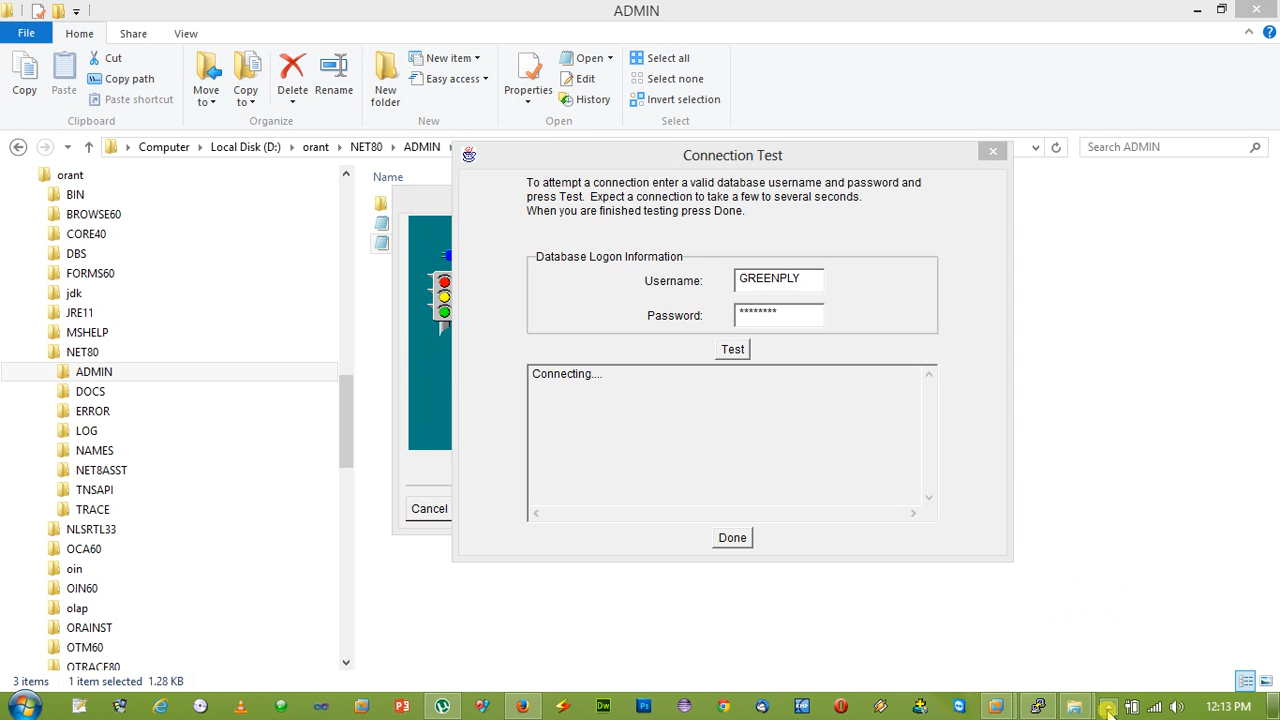 ADMIN
File
Home
Share
View
Copy
Paste
Cut
Copy path
Paste shortcut
Clipboard
Move to
Copy to
Delete
Rename
Organize
New folder
New item
Easy access
New
Properties
Open
Edit
History
Open
Select all
Select none
Invert selection
Select
Computer
Local Disk (D:)
orant
NET80
ADMIN
Search ADMIN
orant
BIN
BROWSE60
CORE40
DBS
FORMS60
jdk
JRE11
MSHELP
NET80
ADMIN
DOCS
ERROR
LOG
NAMES
NET8ASST
TNSAPI
TRACE
NLSRTL33
OCA60
oin
OIN60
olap
ORAINST
OTM60
OTRACE80
Name
Cancel
Connection Test
To attempt a connection enter a valid database username and password and
press Test. Expect a connection to take a few to several seconds.
When you are finished testing press Done.
Database Logon Information
Username: GREENPLY
Password: ********
Test
Connecting....
Done
3 items 1 item selected 1.28 KB
12:13 PM